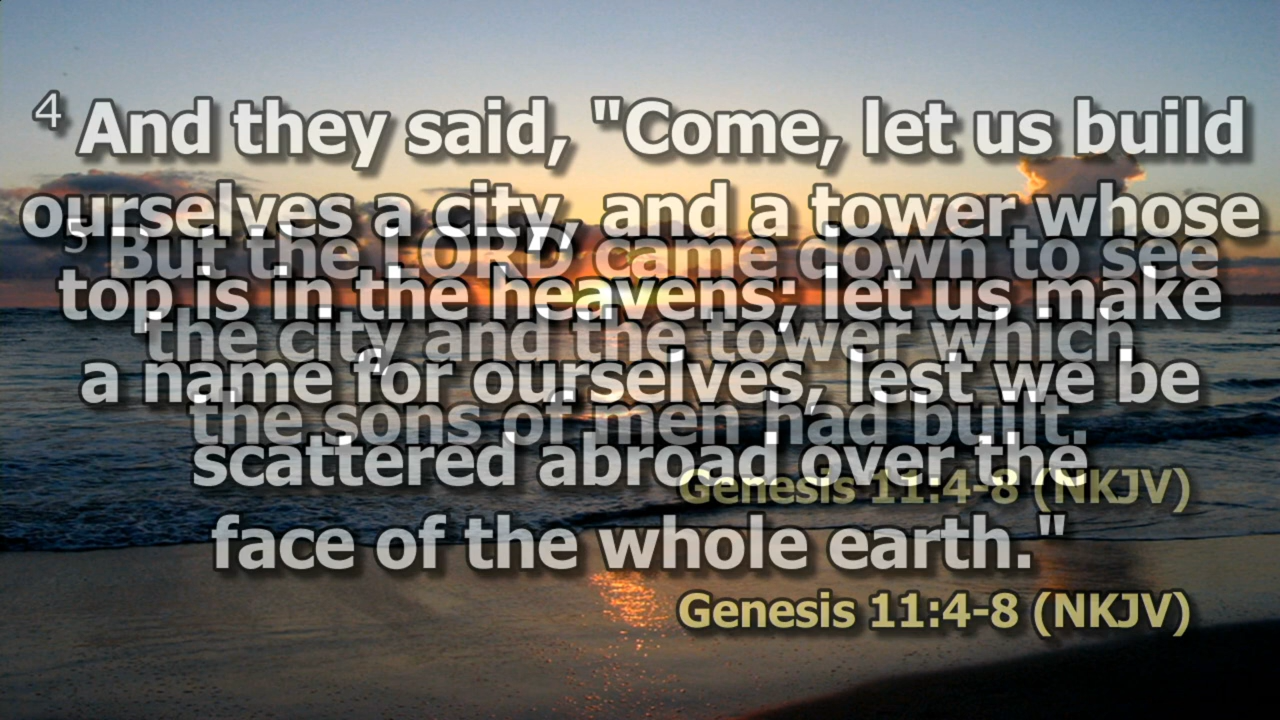 4 And they said, "Come, let us build
ourselves a city, and a tower whose
top is in the heavens; let us make
a name for ourselves, lest we be
scattered abroad over the
face of the whole earth."
Genesis 11:4-8 (NKJV)
5 But the LORD came down to see
the city and the tower which
the sons of men had built.
Genesis 11:4-8 (NKJV)